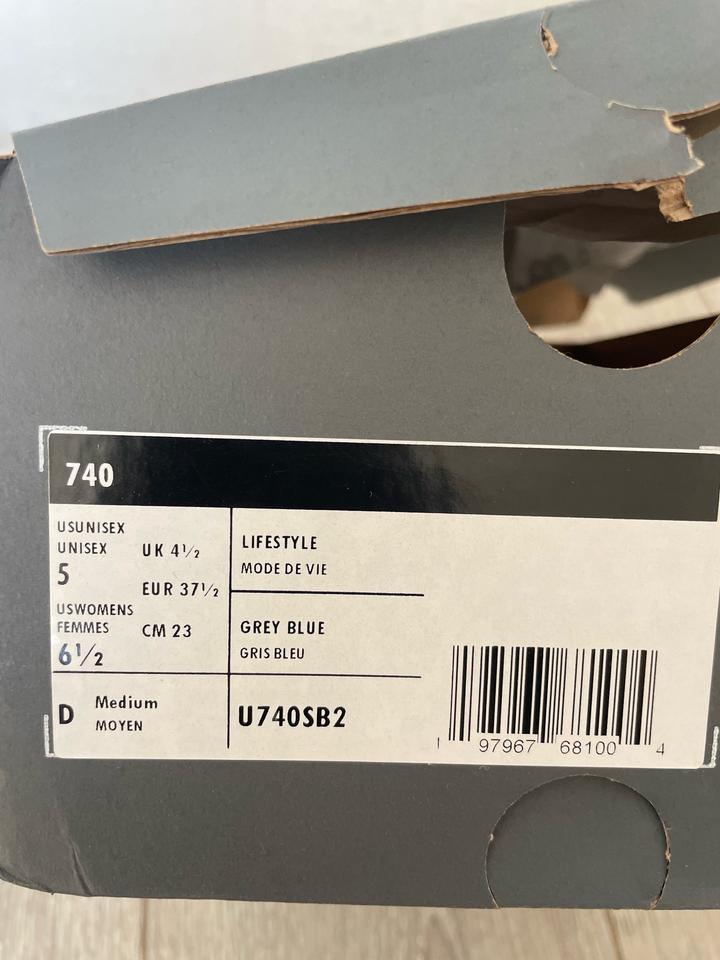 740
USUNISEX
UNISEX
5
USWOMENS
FEMMES
6½
UK 4½
EUR 37½
CM 23
D
Medium
MOYEN
LIFESTYLE
MODE DE VIE
GREY BLUE
GRIS BLEU
U740SB2
1 97967 68100 4